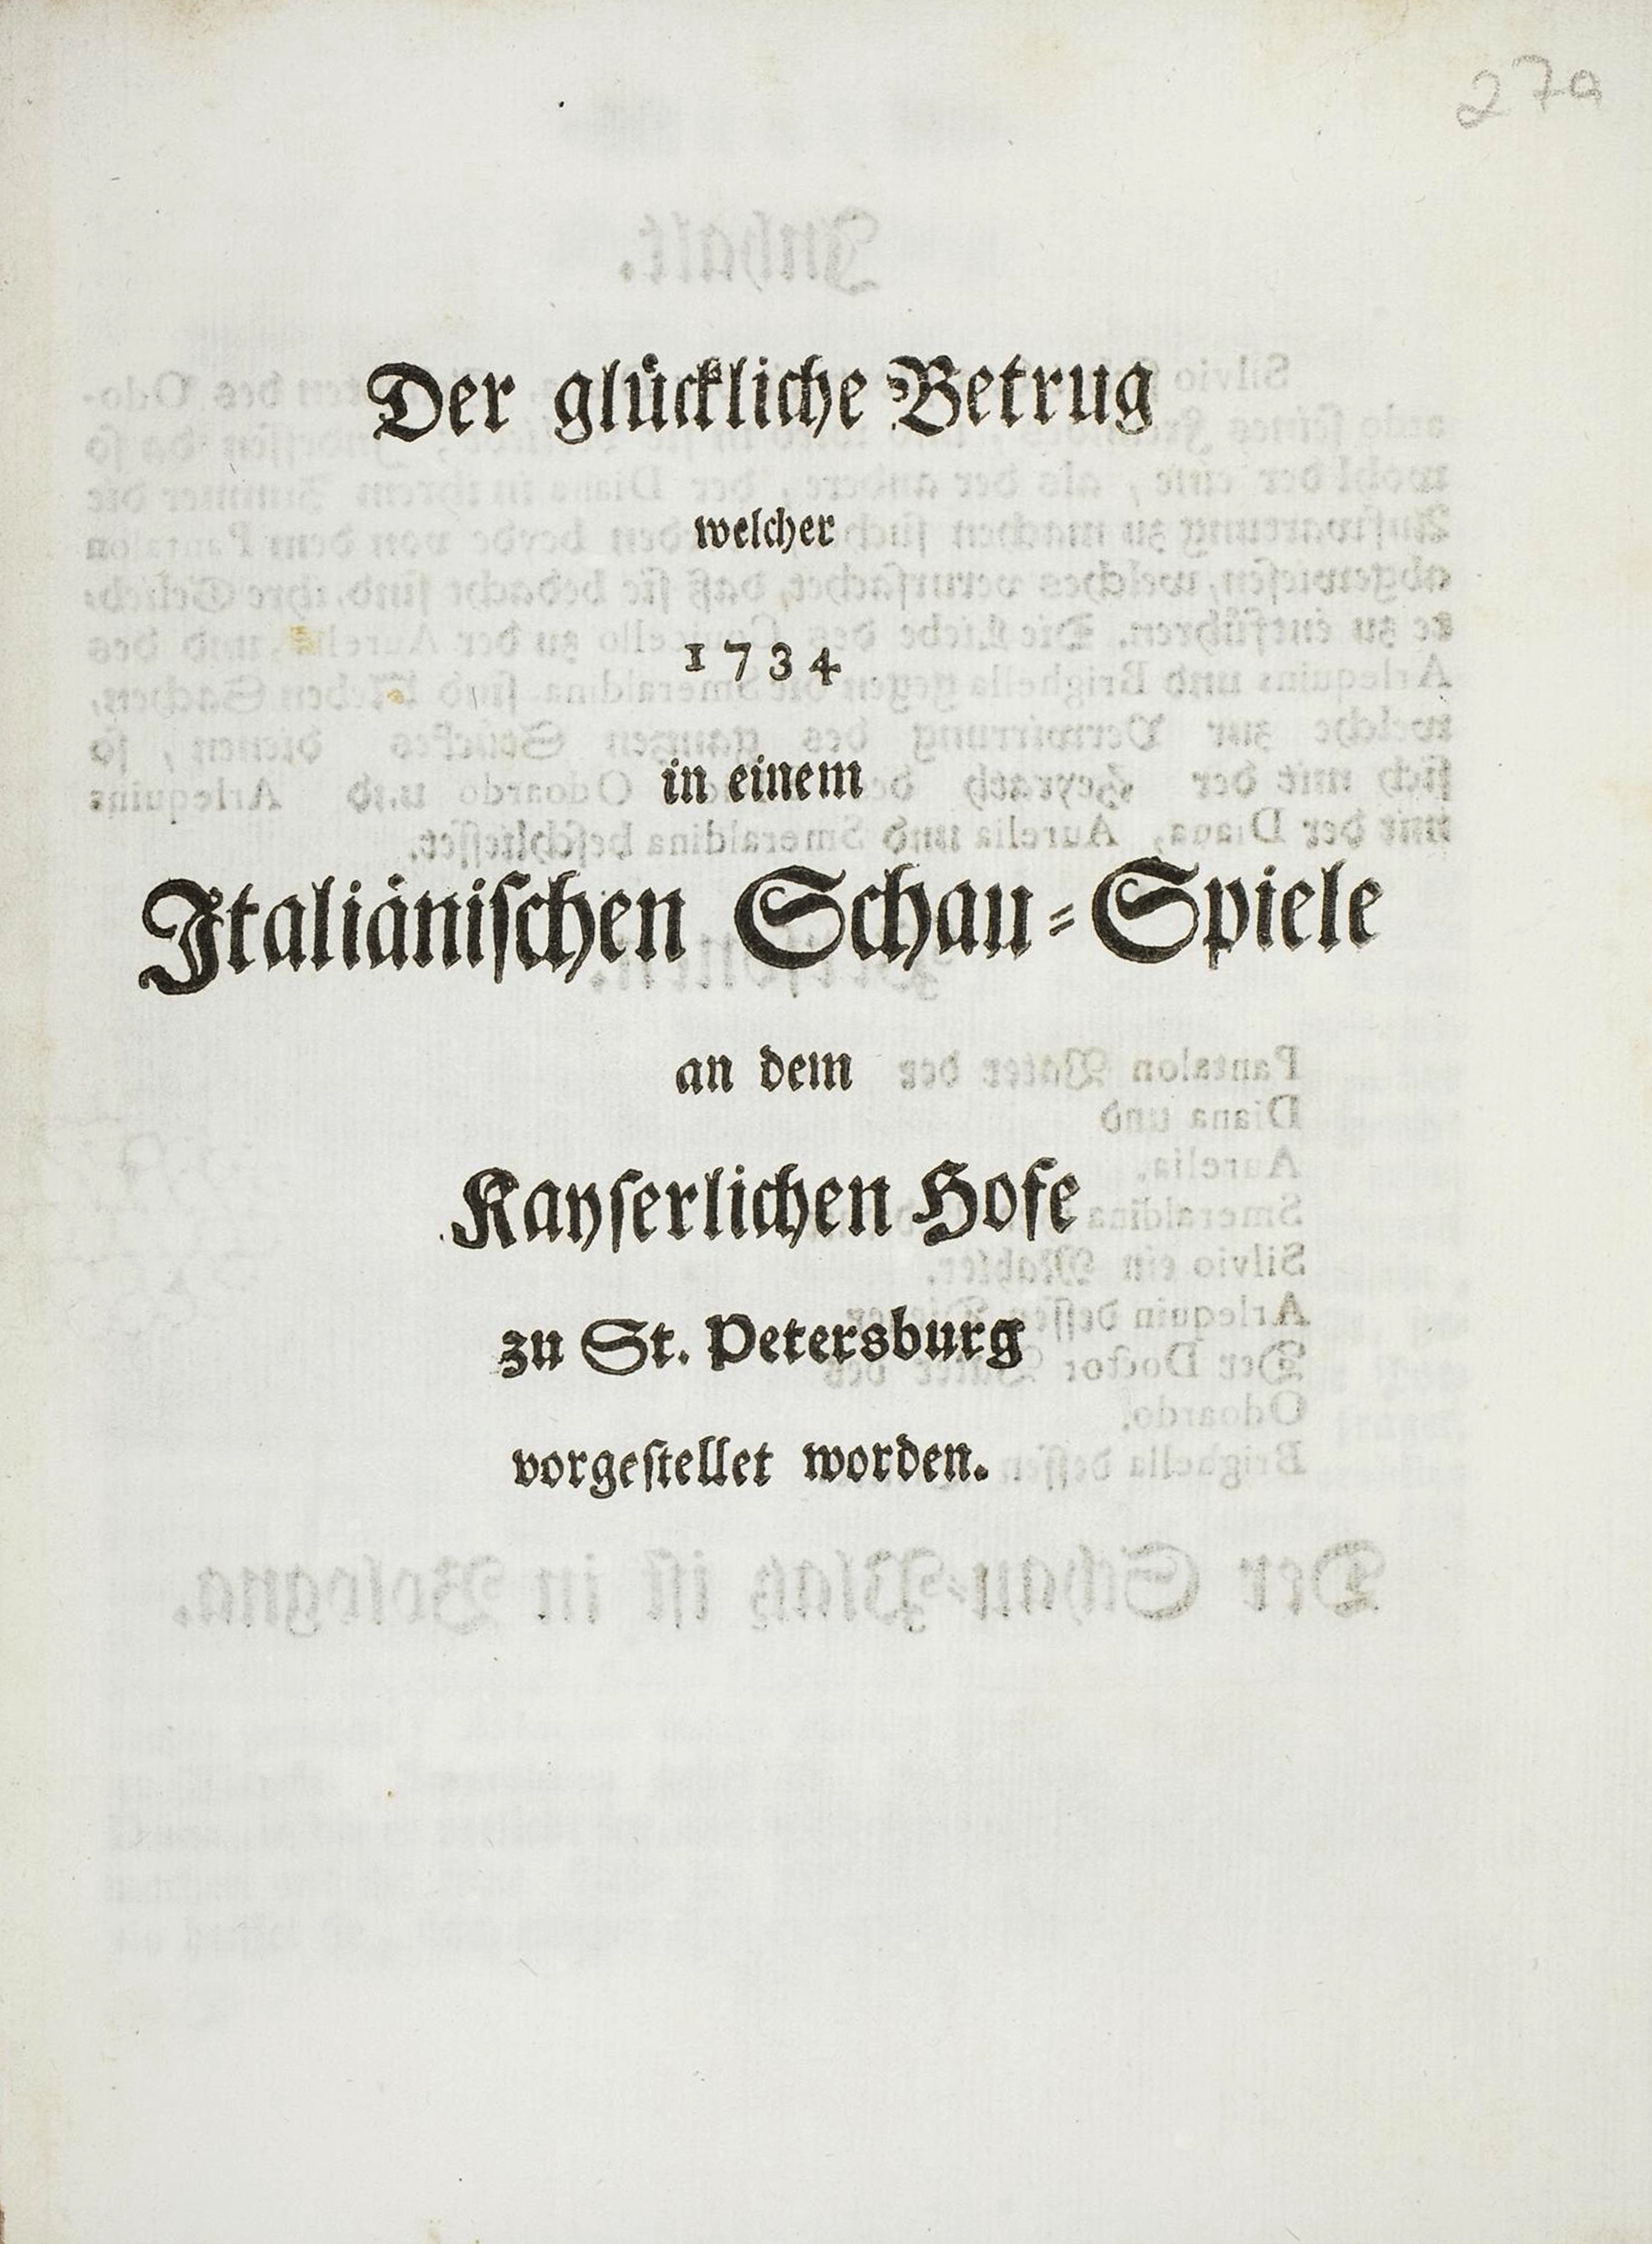 279
Der glückliche Betrug
welcher
1734
in einem
Italiänischen Schau-Spiele
an dem
Kayserlichen Hofe
zu St. Petersburg
vorgestellet worden.